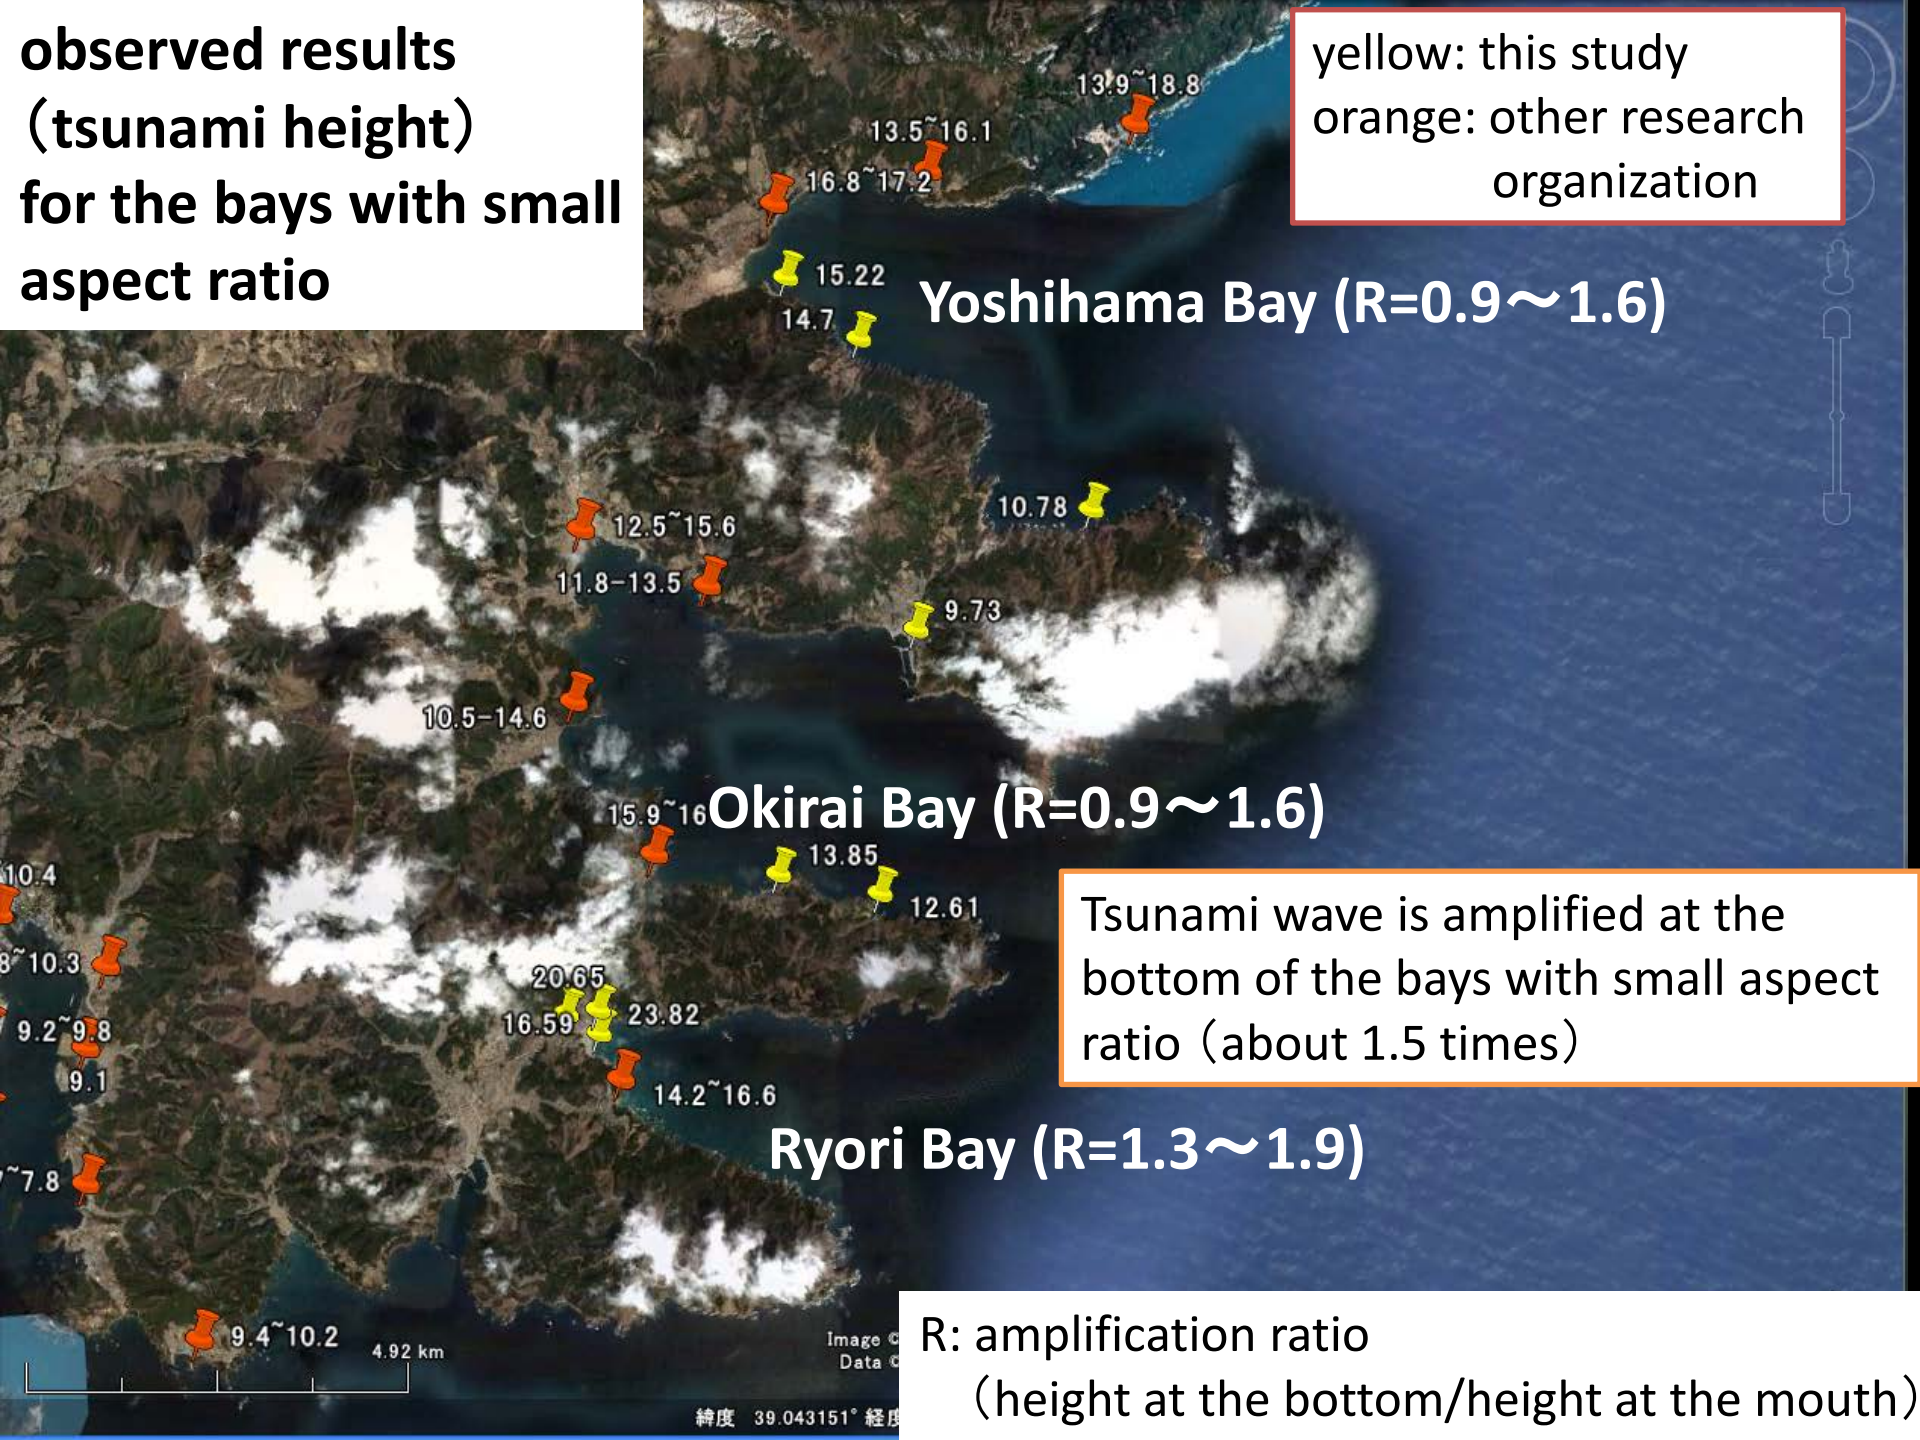 observed results
（tsunami height）
for the bays with small
aspect ratio
yellow: this study
orange: other research
organization
13.9~18.8
13.5~16.1
16.8~17.2
15.22
14.7
Yoshihama Bay (R=0.9～1.6)
10.78
12.5~15.6
11.8-13.5
9.73
10.5-14.6
15.9~16
Okirai Bay (R=0.9～1.6)
13.85
12.61
10.4
8~10.3
9.2~9.8
9.1
~7.8
20.65
16.59
23.82
14.2~16.6
Tsunami wave is amplified at the
bottom of the bays with small aspect
ratio（about 1.5 times）
Ryori Bay (R=1.3～1.9)
9.4~10.2
4.92 km
Image ©
Data ©
緯度 39.043151° 経度
R: amplification ratio
（height at the bottom/height at the mouth）